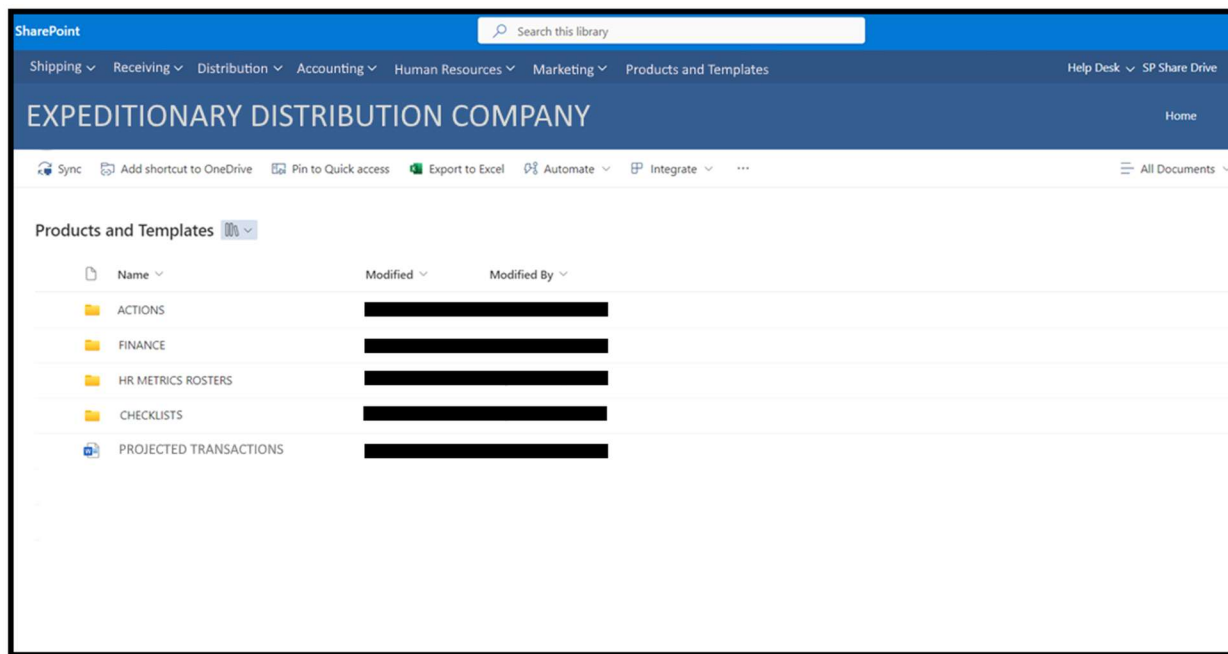 SharePoint Search this library
Shipping Receiving Distribution Accounting Human Resources Marketing Products and Templates Help Desk SP Share Drive
EXPEDITIONARY DISTRIBUTION COMPANY Home
Sync Add shortcut to OneDrive Pin to Quick access Export to Excel Automate Integrate ... All Documents
Products and Templates
Name Modified Modified By
ACTIONS
FINANCE
HR METRICS ROSTERS
CHECKLISTS
PROJECTED TRANSACTIONS